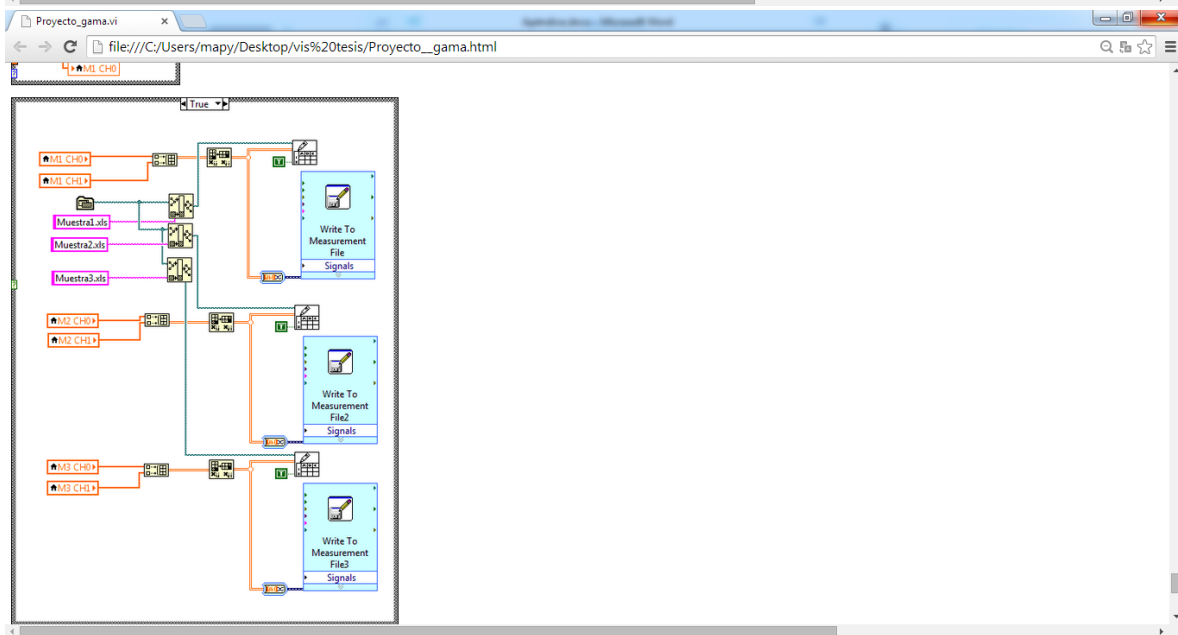 Proyecto_gama.vi
file:///C:/Users/mapy/Desktop/vis%20tesis/Proyecto__gama.html
M1 CH0
True
M1 CH0
M1 CH1
T
Muestra1.xls
Muestra2.xls
Muestra3.xls
Write To
Measurement
File
Signals
M2 CH0
M2 CH1
T
Write To
Measurement
File2
Signals
M3 CH0
M3 CH1
T
Write To
Measurement
File3
Signals